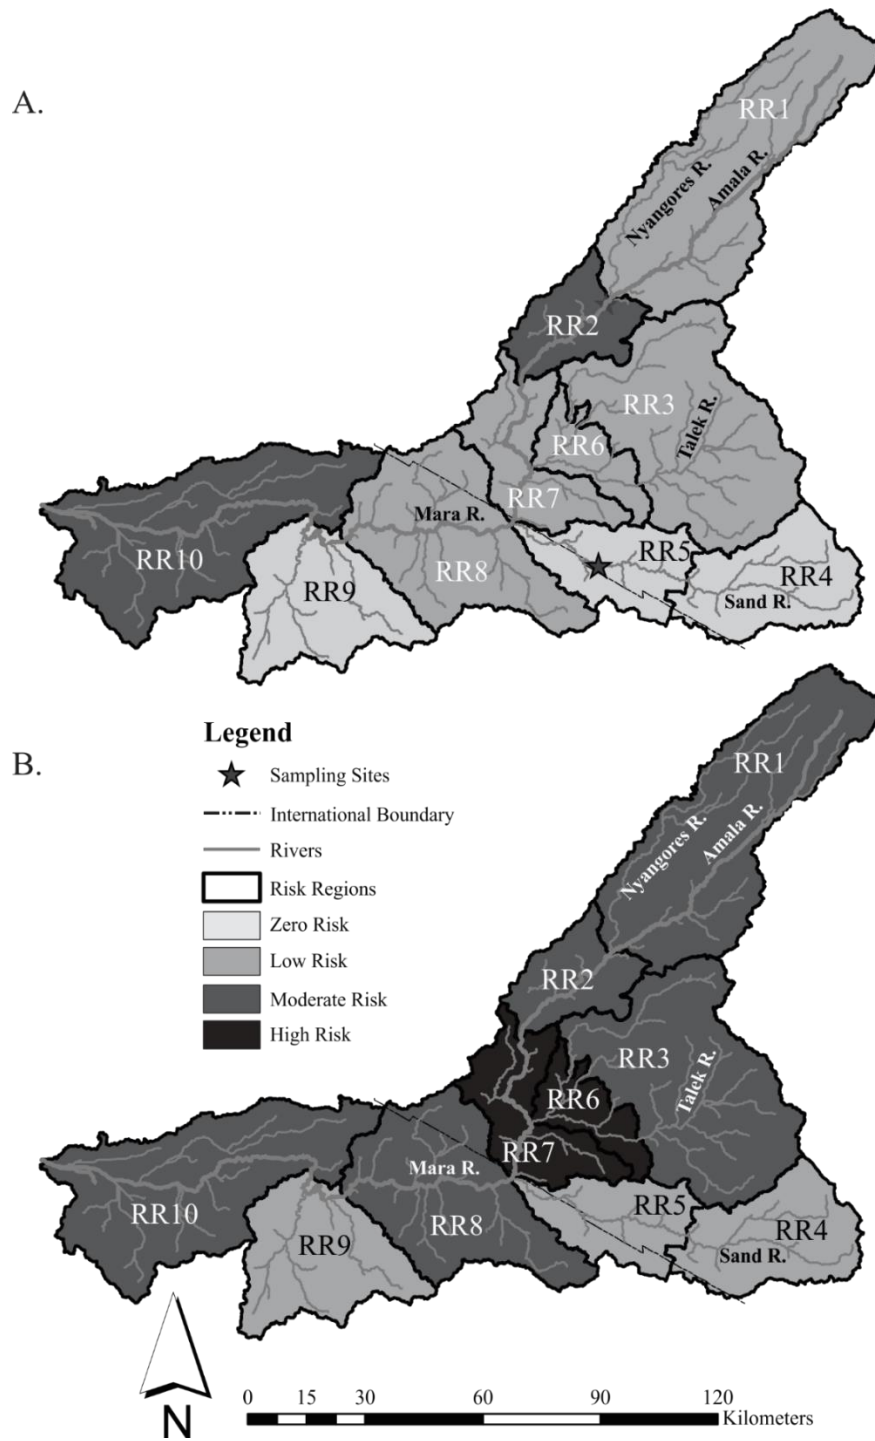 A.
RR1
Nyangores R.
Amala R.
RR2
RR3
Talek R.
RR6
RR7
Mara R.
RR5
RR10
RR8
RR9
RR4
Sand R.
Legend
B.
Sampling Sites
International Boundary
Rivers
Risk Regions
Zero Risk
Low Risk
Moderate Risk
High Risk
RR1
Nyangores R.
Amala R.
RR2
RR3
Talek R.
RR6
RR7
Mara R.
RR5
RR10
RR8
RR9
RR4
Sand R.
N
0 15 30 60 90 120
Kilometers